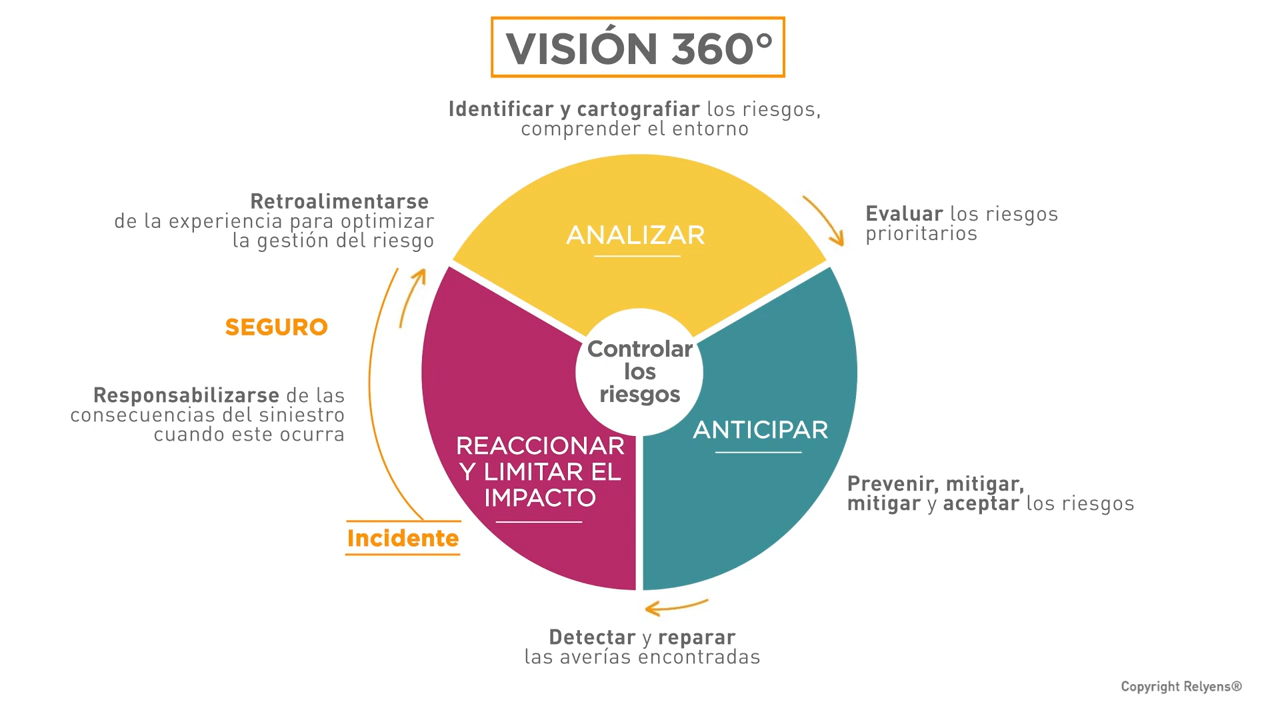 VISIÓN 360°
Identificar y cartografiar los riesgos,
comprender el entorno
Retroalimentarse
de la experiencia para optimizar
la gestión del riesgo
Evaluar los riesgos
prioritarios
ANALIZAR
SEGURO
Controlar
los
riesgos
Responsabilizarse de las
consecuencias del siniestro
cuando este ocurra
ANTICIPAR
REACCIONAR
Y LIMITAR EL
IMPACTO
Prevenir, mitigar,
mitigar y aceptar los riesgos
Incidente
Detectar y reparar
las averías encontradas
Copyright Relyens®